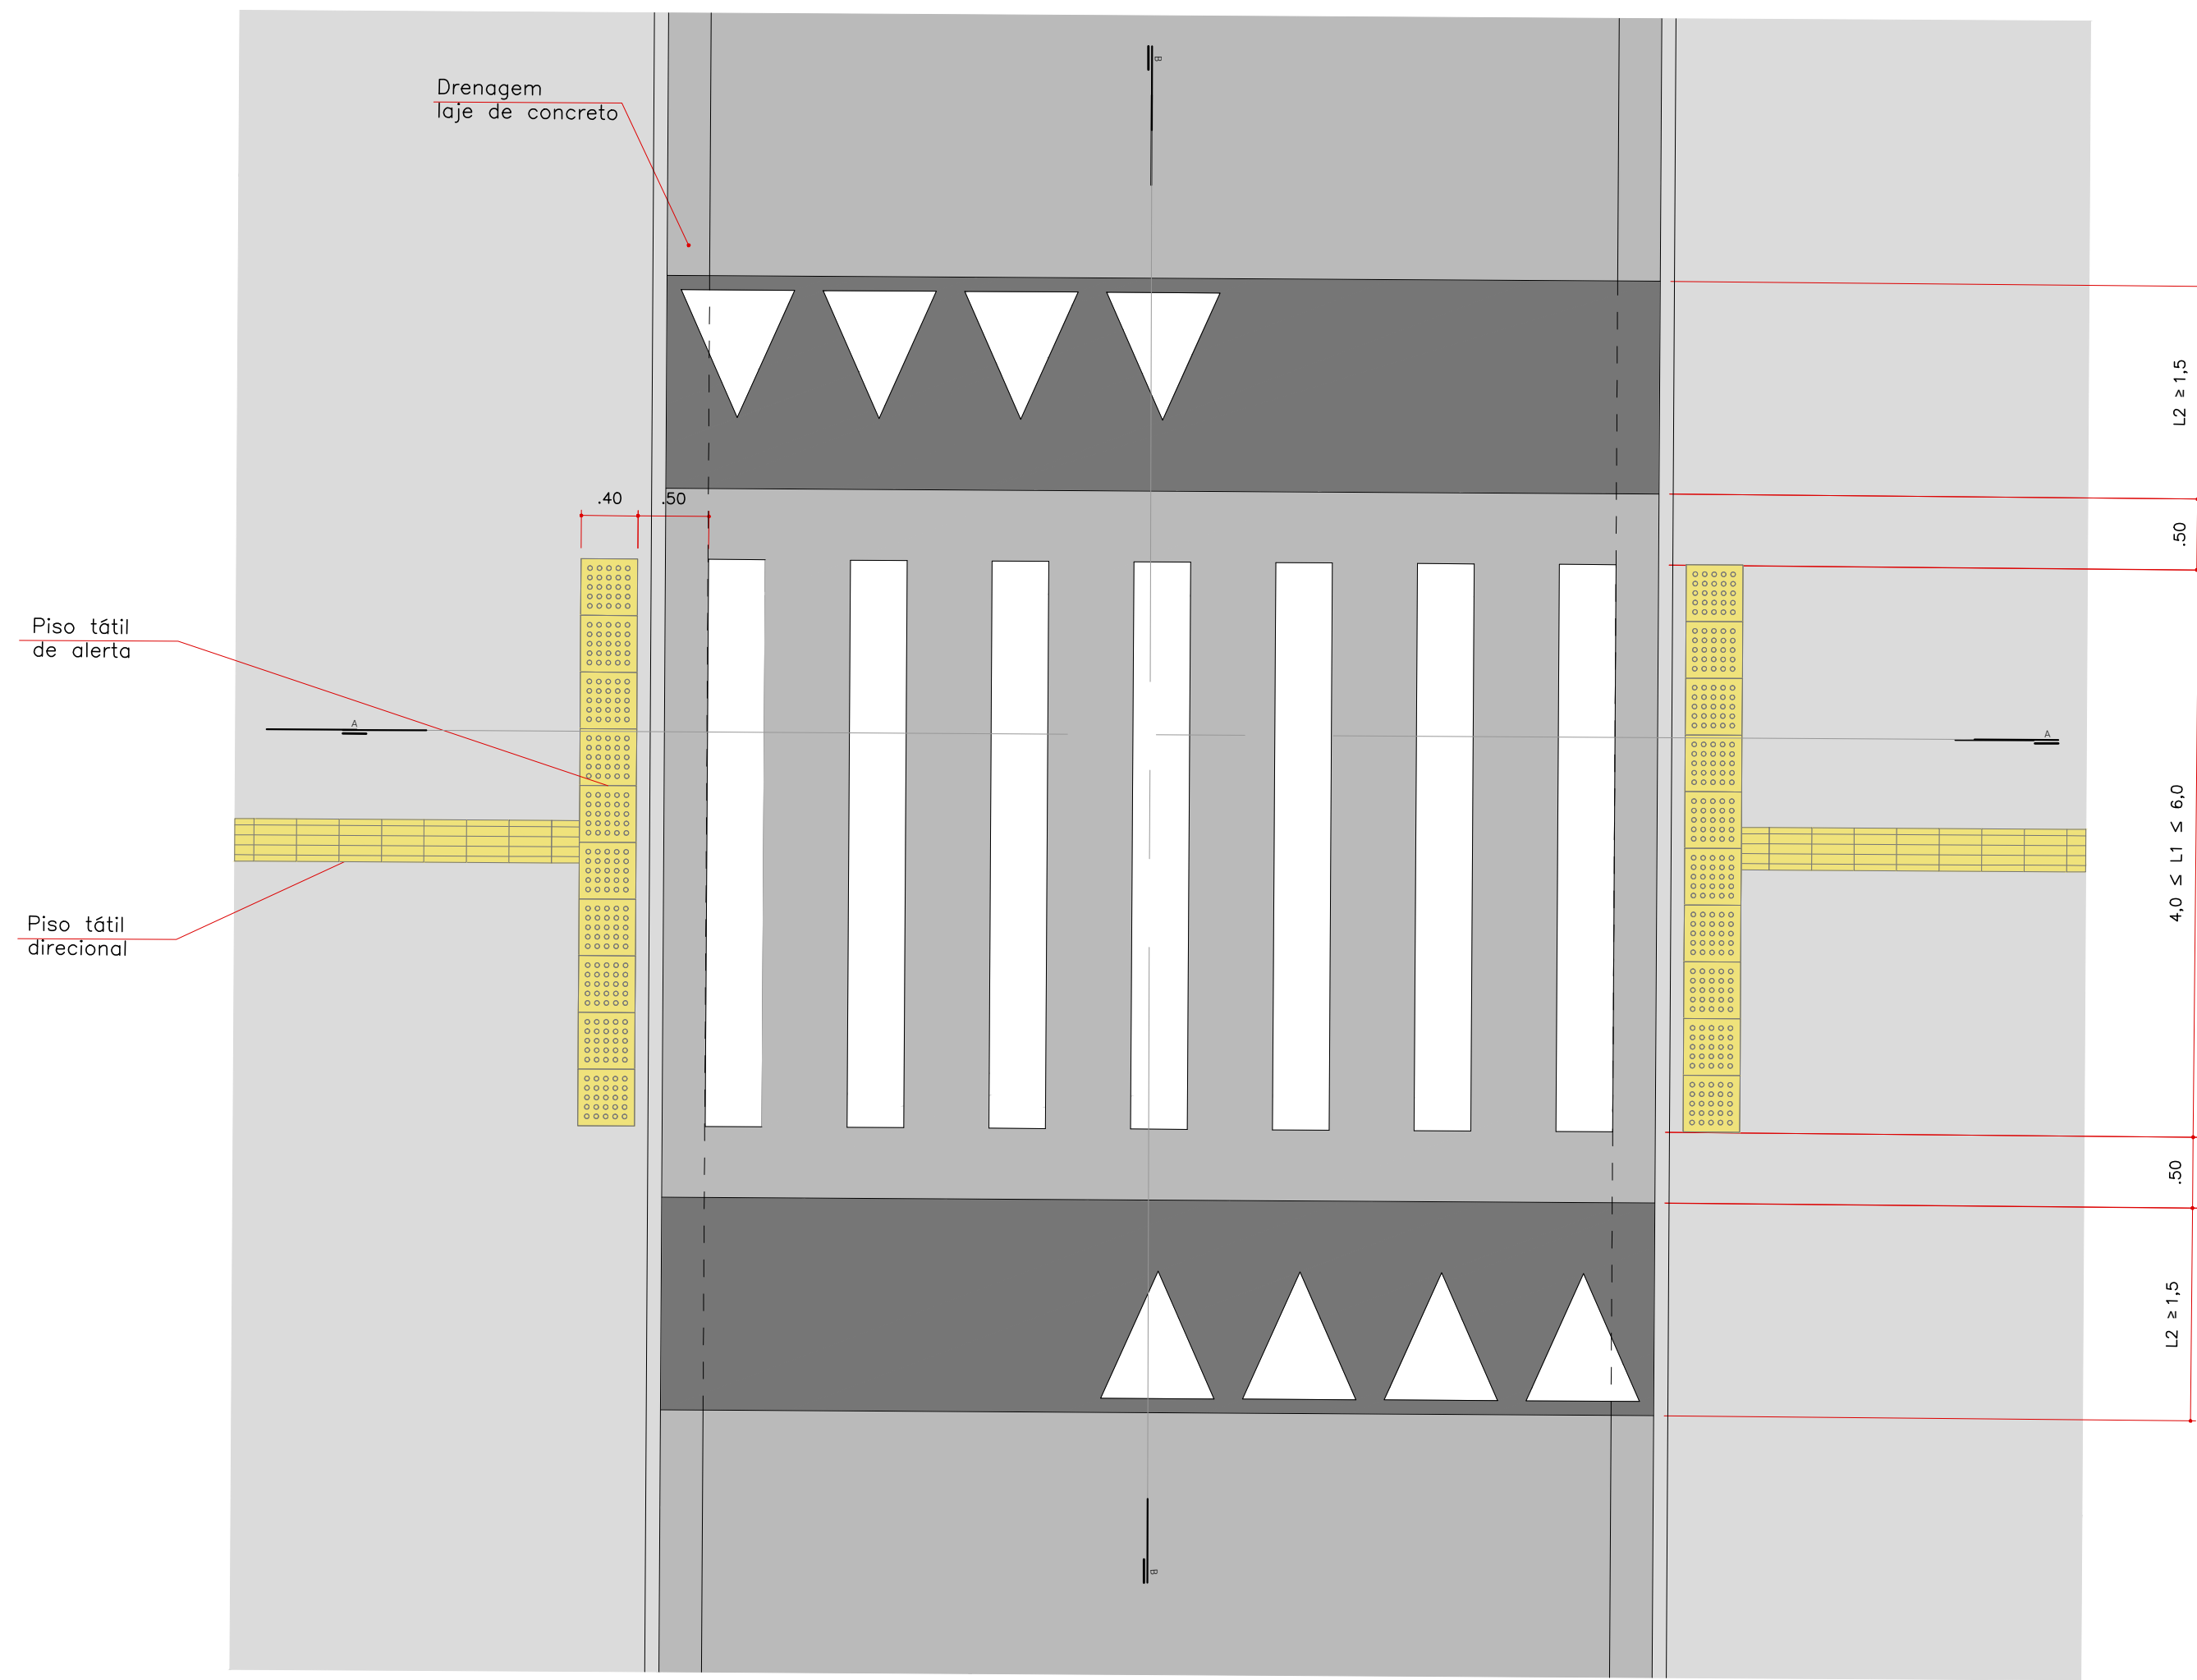 B
Drenagem
laje de concreto
L2 ≥ 1,5
.40
.50
.50
Piso tátil
de alerta
A
A
4,0 ≤ L1 ≤ 6,0
Piso tátil
direcional
.50
L2 ≥ 1,5
B